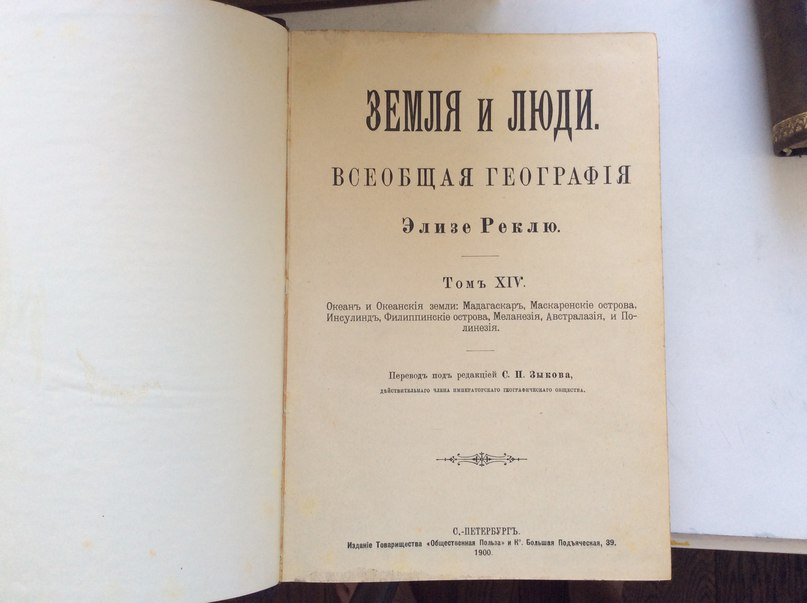 ЗЕМЛЯ И ЛЮДИ.
ВСЕОБЩАЯ ГЕОГРАФІЯ
Элизе Реклю.
Томъ XIV.
Океанъ и Океанскія земли: Мадагаскаръ, Маскаренскіе острова,
Инсулиндъ, Филиппинскіе острова, Меланезія, Австралазія, и По-
линезія.
Переводъ подъ редакціей С. П. Зыкова,
ДѢЙСТВИТЕЛЬНАГО ЧЛЕНА ИМПЕРАТОРСКАГО ГЕОГРАФИЧЕСКАГО ОБЩЕСТВА.
С.-ПЕТЕРБУРГЪ.
Изданіе Товарищества «Общественная Польза» и Кº. Большая Подъяческая, 39.
1900.